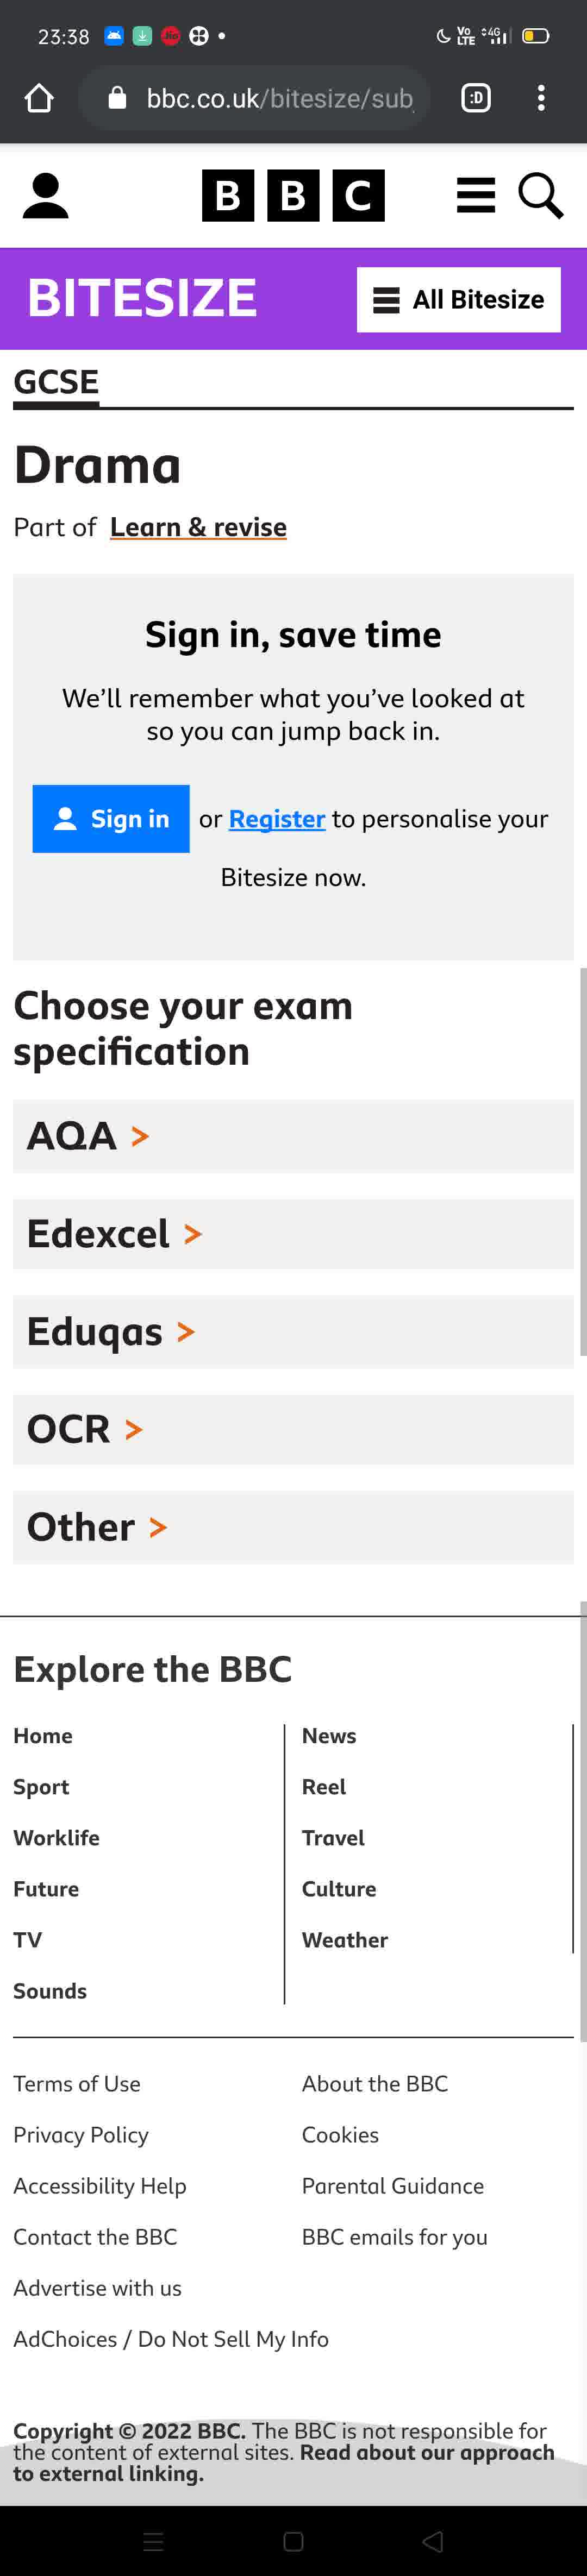 23:38
Jio
Vo LTE 4G
bbc.co.uk/bitesize/sub
:D
BBC
BITESIZE
All Bitesize
GCSE
Drama
Part of Learn & revise
Sign in, save time
We'll remember what you've looked at
so you can jump back in.
Sign in or Register to personalise your
Bitesize now.
Choose your exam
specification
AQA >
Edexcel >
Eduqas >
OCR >
Other >
Explore the BBC
Home
News
Sport
Reel
Worklife
Travel
Future
Culture
TV
Weather
Sounds
Terms of Use
About the BBC
Privacy Policy
Cookies
Accessibility Help
Parental Guidance
Contact the BBC
BBC emails for you
Advertise with us
AdChoices / Do Not Sell My Info
Copyright © 2022 BBC. The BBC is not responsible for
the content of external sites. Read about our approach
to external linking.